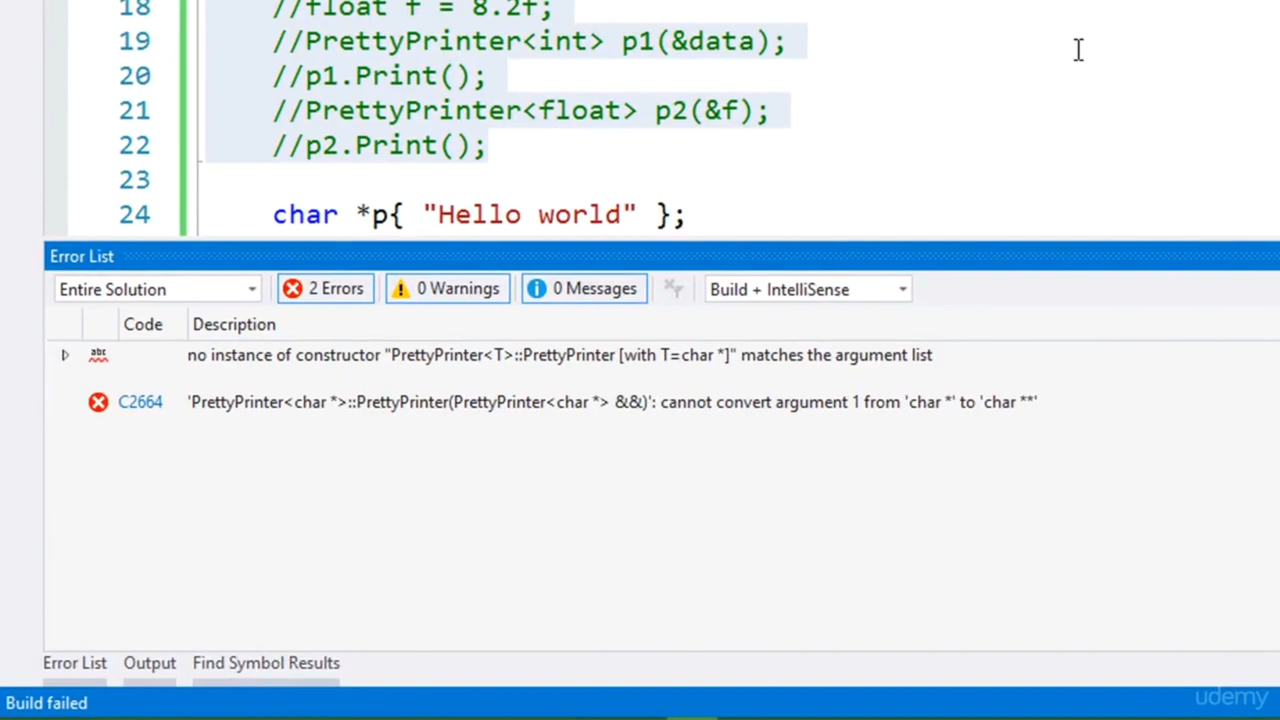 18 //float f = 8.2f;
19 //PrettyPrinter<int> p1(&data);
20 //p1.Print();
21 //PrettyPrinter<float> p2(&f);
22 //p2.Print();
23
24 char *p{ "Hello world" };
Error List
Entire Solution 2 Errors 0 Warnings 0 Messages Build + IntelliSense
Code Description
abc no instance of constructor "PrettyPrinter<T>::PrettyPrinter [with T=char *]" matches the argument list
C2664 'PrettyPrinter<char *>::PrettyPrinter(PrettyPrinter<char *> &&)': cannot convert argument 1 from 'char *' to 'char **'
Error List Output Find Symbol Results
Build failed
udemy